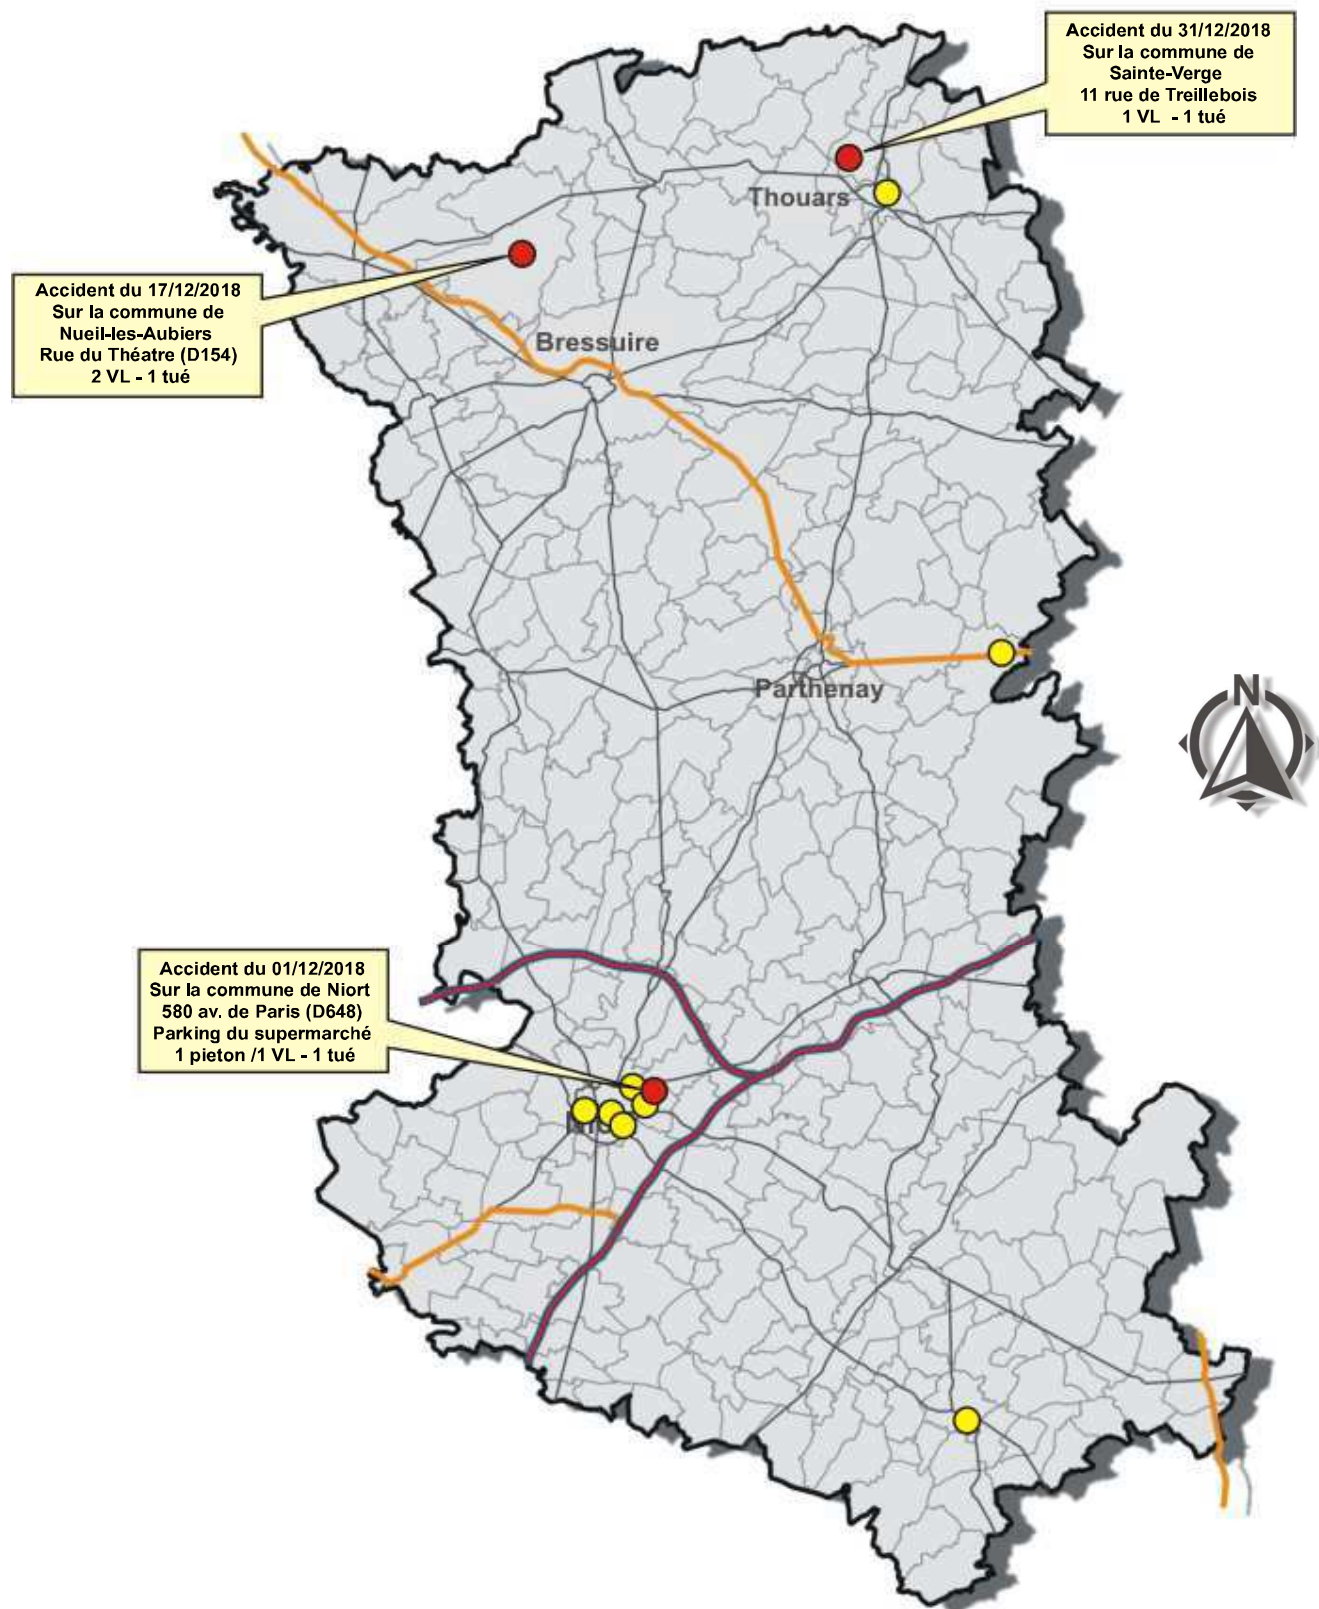 Accident du 31/12/2018
Sur la commune de
Sainte-Verge
11 rue de Treillebois
1 VL - 1 tué
Thouars
Accident du 17/12/2018
Sur la commune de
Nueil-les-Aubiers
Rue du Théatre (D154)
2 VL - 1 tué
Bressuire
Parthenay
N
Accident du 01/12/2018
Sur la commune de Niort
580 av. de Paris (D648)
Parking du supermarché
1 pieton /1 VL - 1 tué